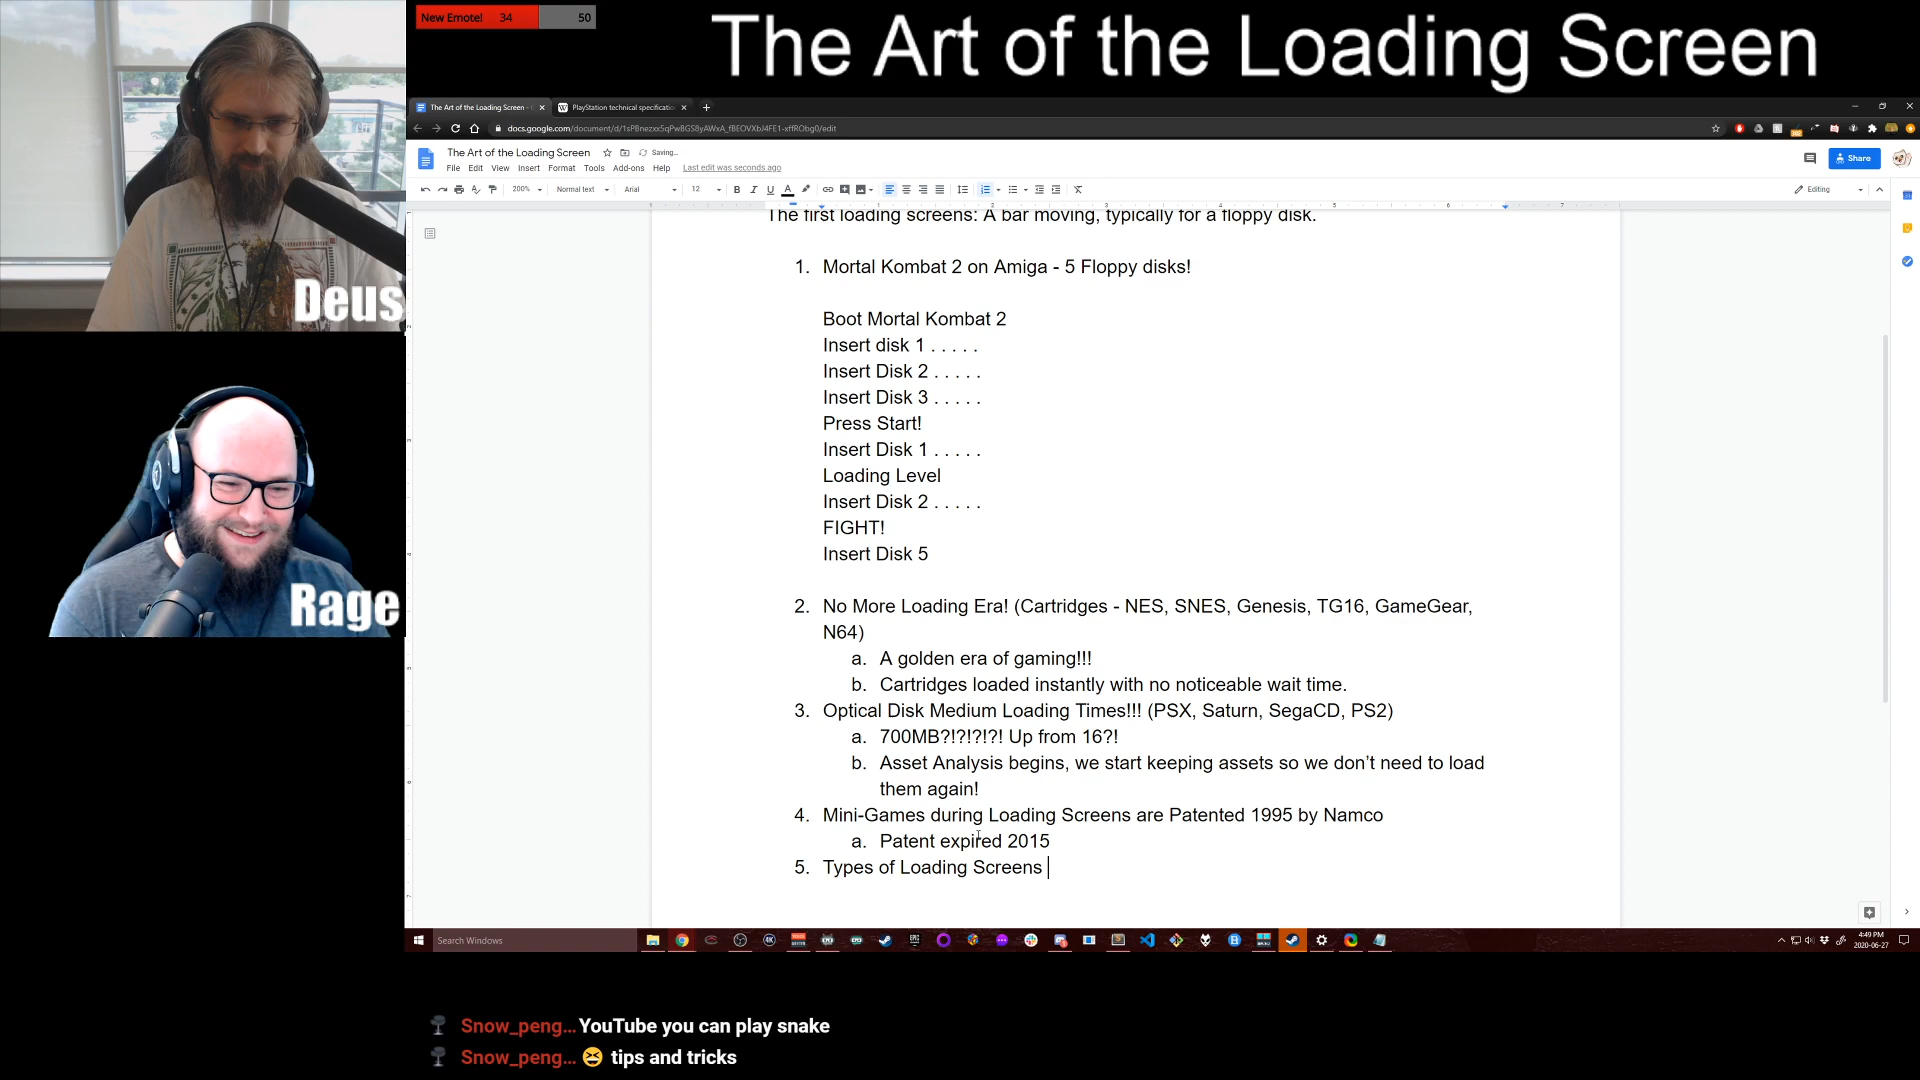 New Emote! 34 50
The Art of the Loading Screen
The Art of the Loading Screen -
PlayStation technical specificatio
docs.google.com/document/d/1sPBnezxx5qPwBGS8yAWxA_fBEOVXbJ4FE1-xffRObg0/edit
The Art of the Loading Screen Saving...
File Edit View Insert Format Tools Add-ons Help Last edit was seconds ago
Share
200% Normal text Arial 12 Editing
The first loading screens: A bar moving, typically for a floppy disk.
1. Mortal Kombat 2 on Amiga - 5 Floppy disks!
Boot Mortal Kombat 2
Insert disk 1 . . . . .
Insert Disk 2 . . . . .
Insert Disk 3 . . . . .
Press Start!
Insert Disk 1 . . . . .
Loading Level
Insert Disk 2 . . . . .
FIGHT!
Insert Disk 5
2. No More Loading Era! (Cartridges - NES, SNES, Genesis, TG16, GameGear,
N64)
a. A golden era of gaming!!!
b. Cartridges loaded instantly with no noticeable wait time.
3. Optical Disk Medium Loading Times!!! (PSX, Saturn, SegaCD, PS2)
a. 700MB?!?!?!?! Up from 16?!
b. Asset Analysis begins, we start keeping assets so we don't need to load
them again!
4. Mini-Games during Loading Screens are Patented 1995 by Namco
a. Patent expired 2015
5. Types of Loading Screens
Deus
Rage
Search Windows
4:49 PM
2020-06-27
Snow_peng... YouTube you can play snake
Snow_peng... 😆 tips and tricks